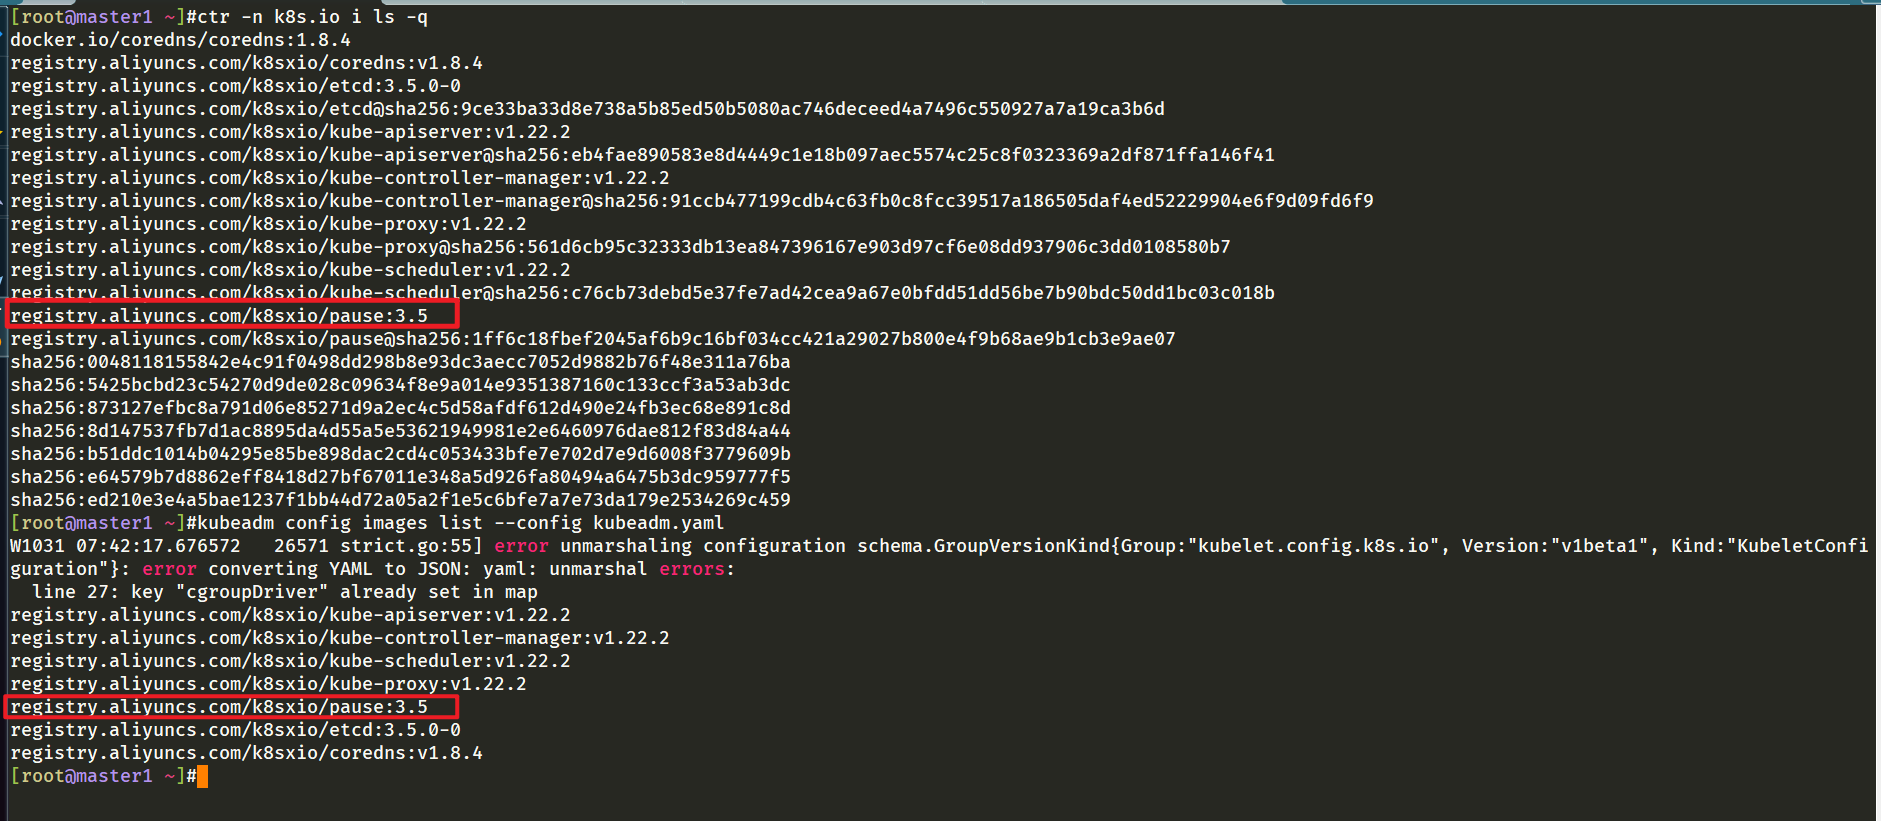 [root@master1 ~]#ctr -n k8s.io i ls -q
docker.io/coredns/coredns:1.8.4
registry.aliyuncs.com/k8sxio/coredns:v1.8.4
registry.aliyuncs.com/k8sxio/etcd:3.5.0-0
registry.aliyuncs.com/k8sxio/etcd@sha256:9ce33ba33d8e738a5b85ed50b5080ac746deceed4a7496c550927a7a19ca3b6d
registry.aliyuncs.com/k8sxio/kube-apiserver:v1.22.2
registry.aliyuncs.com/k8sxio/kube-apiserver@sha256:eb4fae890583e8d4449c1e18b097aec5574c25c8f0323369a2df871ffa146f41
registry.aliyuncs.com/k8sxio/kube-controller-manager:v1.22.2
registry.aliyuncs.com/k8sxio/kube-controller-manager@sha256:91ccb477199cdb4c63fb0c8fcc39517a186505daf4ed52229904e6f9d09fd6f9
registry.aliyuncs.com/k8sxio/kube-proxy:v1.22.2
registry.aliyuncs.com/k8sxio/kube-proxy@sha256:561d6cb95c32333db13ea847396167e903d97cf6e08dd937906c3dd0108580b7
registry.aliyuncs.com/k8sxio/kube-scheduler:v1.22.2
registry.aliyuncs.com/k8sxio/kube-scheduler@sha256:c76cb73debd5e37fe7ad42cea9a67e0bfdd51dd56be7b90bdc50dd1bc03c018b
registry.aliyuncs.com/k8sxio/pause:3.5
registry.aliyuncs.com/k8sxio/pause@sha256:1ff6c18fbef2045af6b9c16bf034cc421a29027b800e4f9b68ae9b1cb3e9ae07
sha256:0048118155842e4c91f0498dd298b8e93dc3aecc7052d9882b76f48e311a76ba
sha256:5425bcbd23c54270d9de028c09634f8e9a014e9351387160c133ccf3a53ab3dc
sha256:873127efbc8a791d06e85271d9a2ec4c5d58afdf612d490e24fb3ec68e891c8d
sha256:8d147537fb7d1ac8895da4d55a5e53621949981e2e6460976dae812f83d84a44
sha256:b51ddc1014b04295e85be898dac2cd4c053433bfe7e702d7e9d6008f3779609b
sha256:e64579b7d8862eff8418d27bf67011e348a5d926fa80494a6475b3dc959777f5
sha256:ed210e3e4a5bae1237f1bb44d72a05a2f1e5c6bfe7a7e73da179e2534269c459
[root@master1 ~]#kubeadm config images list --config kubeadm.yaml
W1031 07:42:17.676572   26571 strict.go:55] error unmarshaling configuration schema.GroupVersionKind{Group:"kubelet.config.k8s.io", Version:"v1beta1", Kind:"KubeletConfi
guration"}: error converting YAML to JSON: yaml: unmarshal errors:
  line 27: key "cgroupDriver" already set in map
registry.aliyuncs.com/k8sxio/kube-apiserver:v1.22.2
registry.aliyuncs.com/k8sxio/kube-controller-manager:v1.22.2
registry.aliyuncs.com/k8sxio/kube-scheduler:v1.22.2
registry.aliyuncs.com/k8sxio/kube-proxy:v1.22.2
registry.aliyuncs.com/k8sxio/pause:3.5
registry.aliyuncs.com/k8sxio/etcd:3.5.0-0
registry.aliyuncs.com/k8sxio/coredns:v1.8.4
[root@master1 ~]#